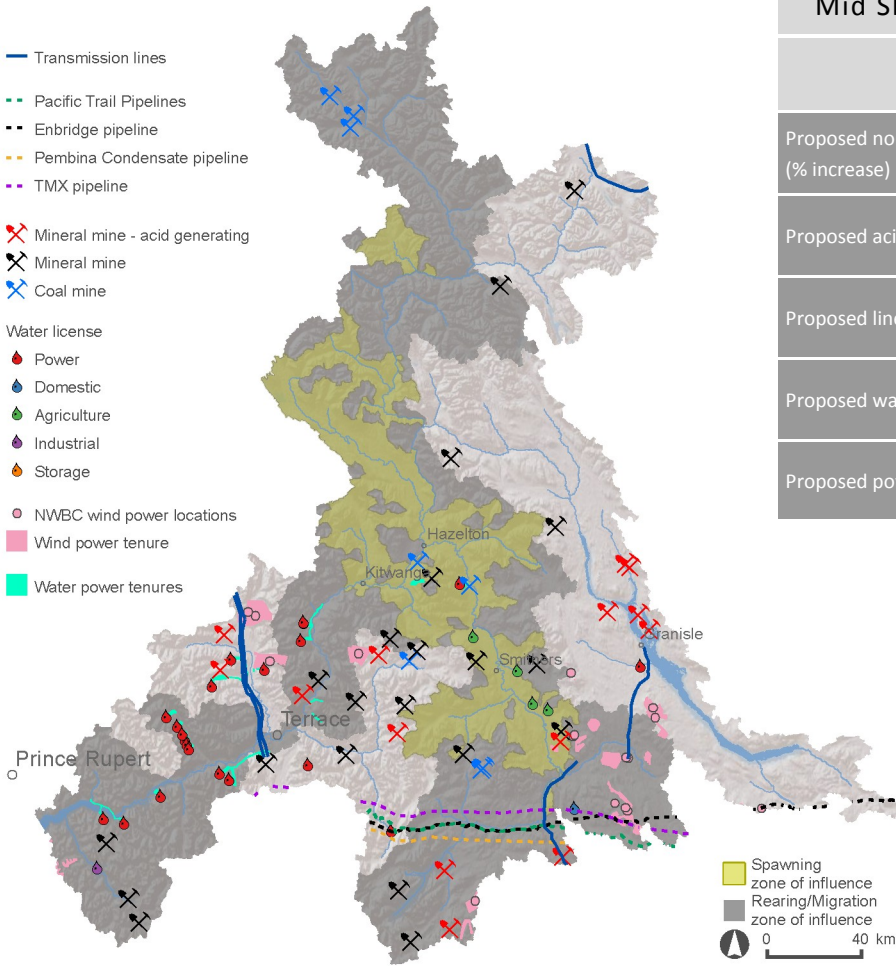 Mid
Transmission lines
Pacific Trail Pipelines
Enbridge pipeline
Pembina Condensate pipeline
TMX pipeline
Mineral mine - acid generating
Mineral mine
Coal mine
Water license
Power
Domestic
Agriculture
Industrial
Storage
NWBC wind power locations
Wind power tenure
Water power tenures
Proposed no
(% increase)
Proposed aci
Proposed line
Proposed wa
Proposed po
Hazelton
Kitwanga
Granisle
Smithers
Terrace
Prince Rupert
Spawning
zone of influence
Rearing/Migration
zone of influence
0 40 km